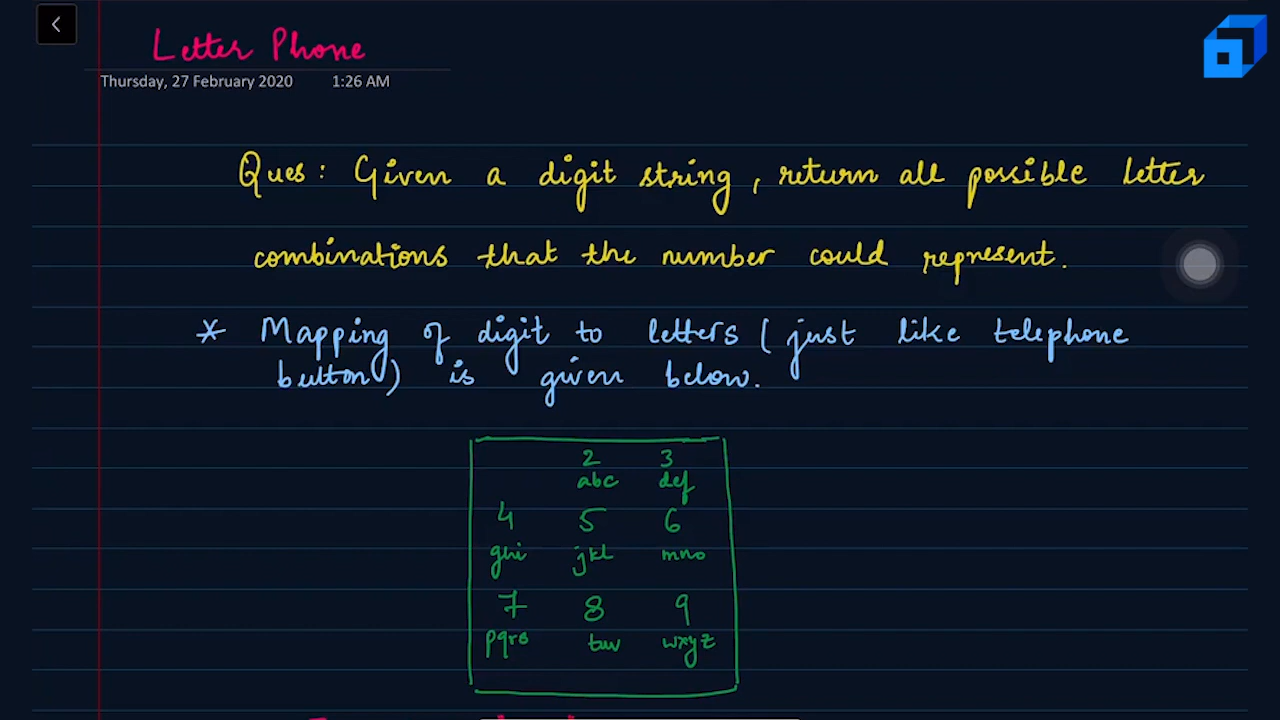 Letter Phone
Thursday, 27 February 2020 1:26 AM
Ques : Given a digit string, return all possible letter
combinations that the number could represent.
* Mapping of digit to letters ( just like telephone
button) is given below.
2 3
abc def
4 5 6
ghi jkl mno
7 8 9
pqrs tuv wxyz